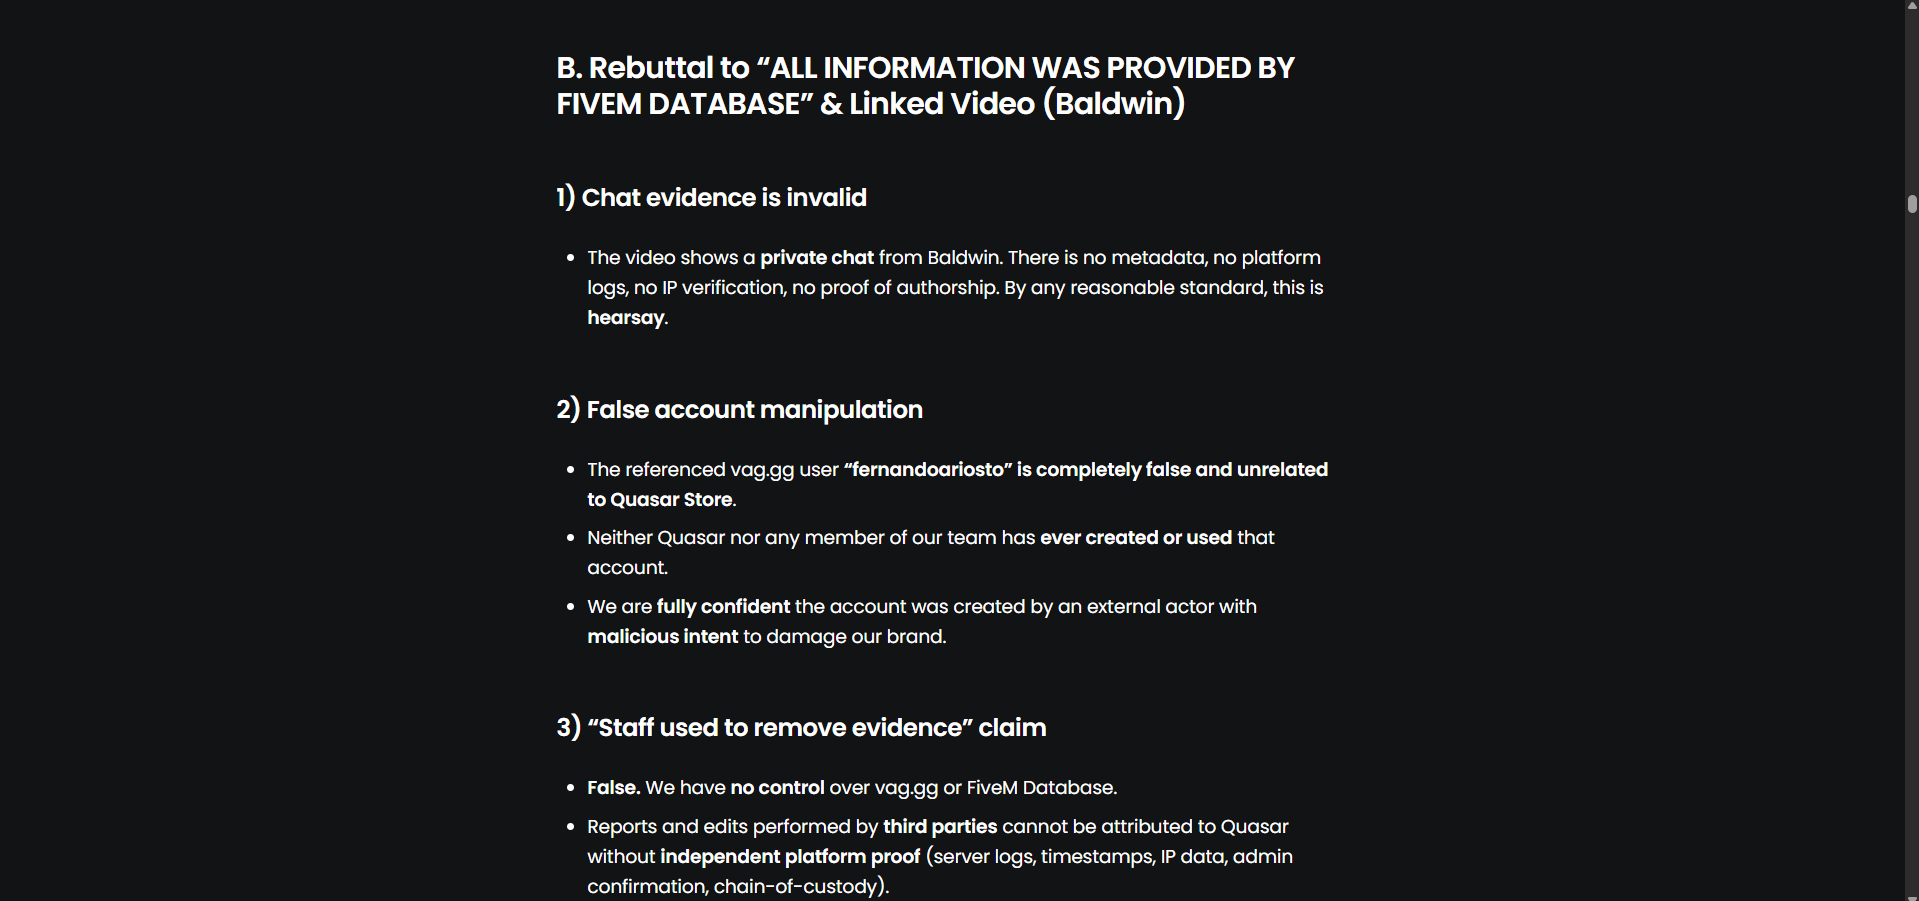 B. Rebuttal to “ALL INFORMATION WAS PROVIDED BY
FIVEM DATABASE” & Linked Video (Baldwin)
1) Chat evidence is invalid
• The video shows a private chat from Baldwin. There is no metadata, no platform
logs, no IP verification, no proof of authorship. By any reasonable standard, this is
hearsay.
2) False account manipulation
• The referenced vag.gg user “fernandoariosto” is completely false and unrelated
to Quasar Store.
• Neither Quasar nor any member of our team has ever created or used that
account.
• We are fully confident the account was created by an external actor with
malicious intent to damage our brand.
3) “Staff used to remove evidence” claim
• False. We have no control over vag.gg or FiveM Database.
• Reports and edits performed by third parties cannot be attributed to Quasar
without independent platform proof (server logs, timestamps, IP data, admin
confirmation, chain-of-custody).